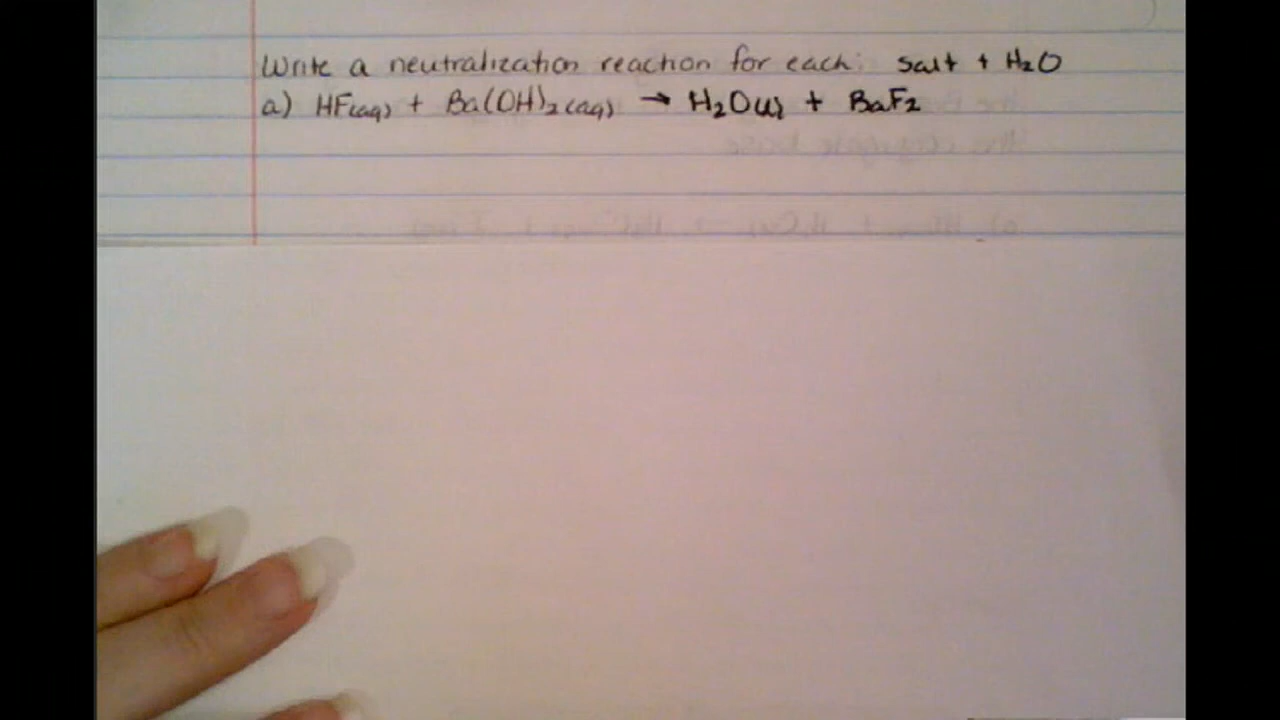 Write a neutralization reaction for each: salt + H₂O
a) HF(aq) + Ba(OH)₂(aq) → H₂O(l) + BaF₂